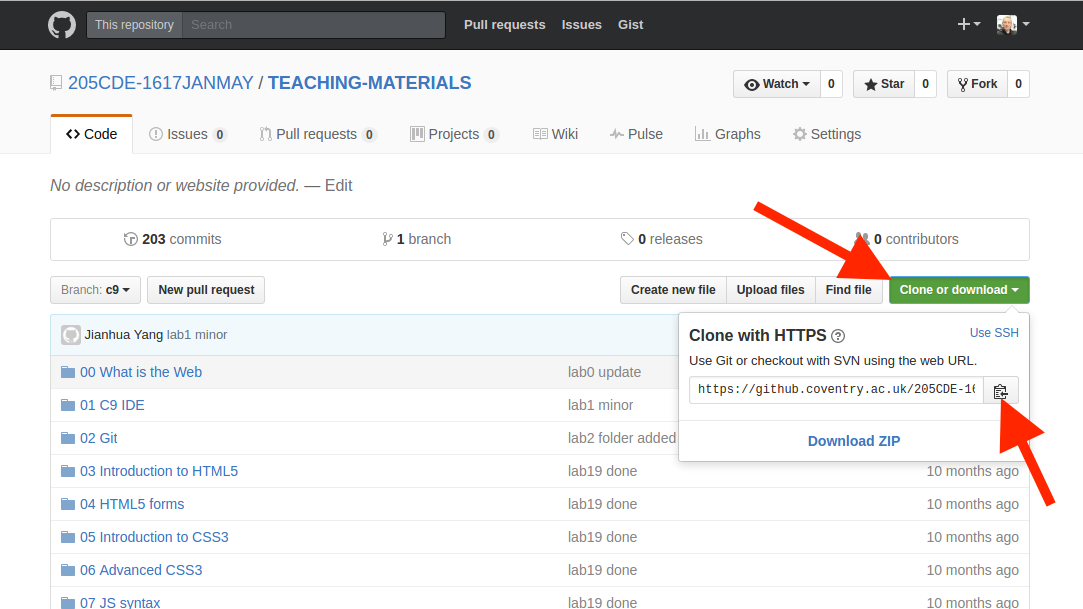 This repository Search Pull requests Issues Gist
205CDE-1617JANMAY / TEACHING-MATERIALS Watch 0 Star 0 Fork 0
Code Issues 0 Pull requests 0 Projects 0 Wiki Pulse Graphs Settings
No description or website provided. — Edit
203 commits 1 branch 0 releases 0 contributors
Branch: c9 New pull request Create new file Upload files Find file Clone or download
Jianhua Yang lab1 minor
Clone with HTTPS Use SSH
Use Git or checkout with SVN using the web URL.
https://github.coventry.ac.uk/205CDE-16
Download ZIP
00 What is the Web lab0 update
01 C9 IDE lab1 minor
02 Git lab2 folder added
03 Introduction to HTML5 lab19 done 10 months ago
04 HTML5 forms lab19 done 10 months ago
05 Introduction to CSS3 lab19 done 10 months ago
06 Advanced CSS3 lab19 done 10 months ago
07 JS syntax lab19 done 10 months ago